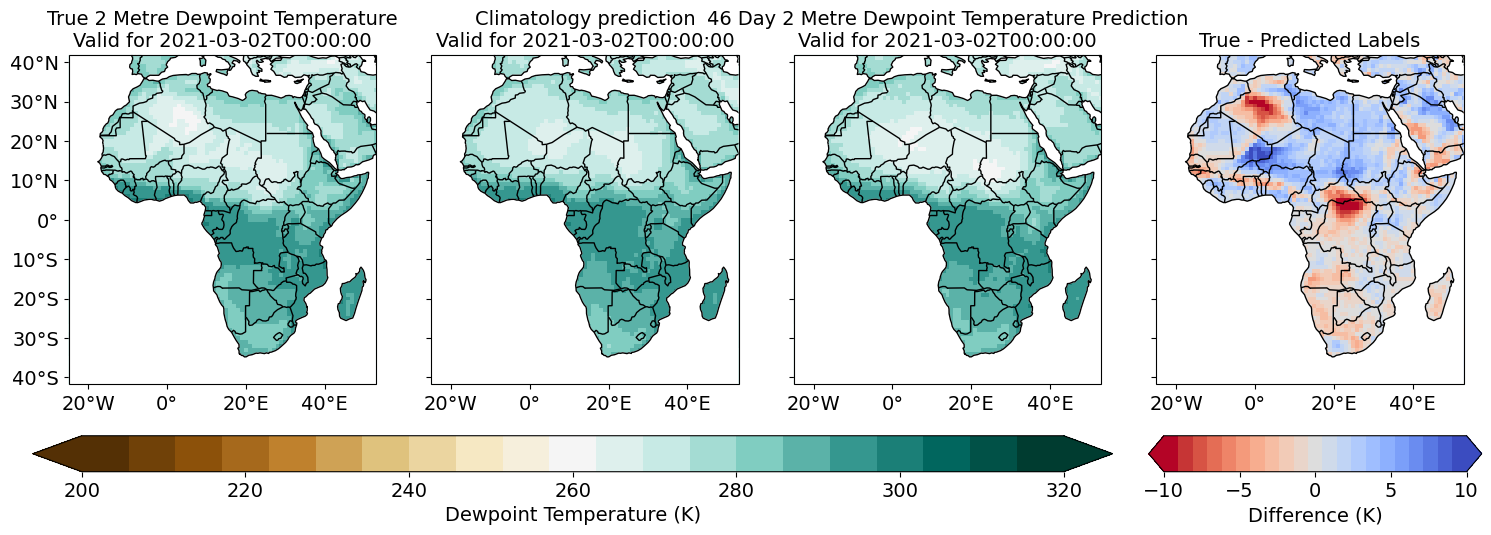 True 2 Metre Dewpoint Temperature
Valid for 2021-03-02T00:00:00
Climatology prediction  46 Day 2 Metre Dewpoint Temperature Prediction
Valid for 2021-03-02T00:00:00
Valid for 2021-03-02T00:00:00
True - Predicted Labels
40°N
30°N
20°N
10°N
0°
10°S
20°S
30°S
40°S
20°W 0° 20°E 40°E
20°W 0° 20°E 40°E
20°W 0° 20°E 40°E
20°W 0° 20°E 40°E
200 220 240 260 280 300 320
Dewpoint Temperature (K)
−10 −5 0 5 10
Difference (K)